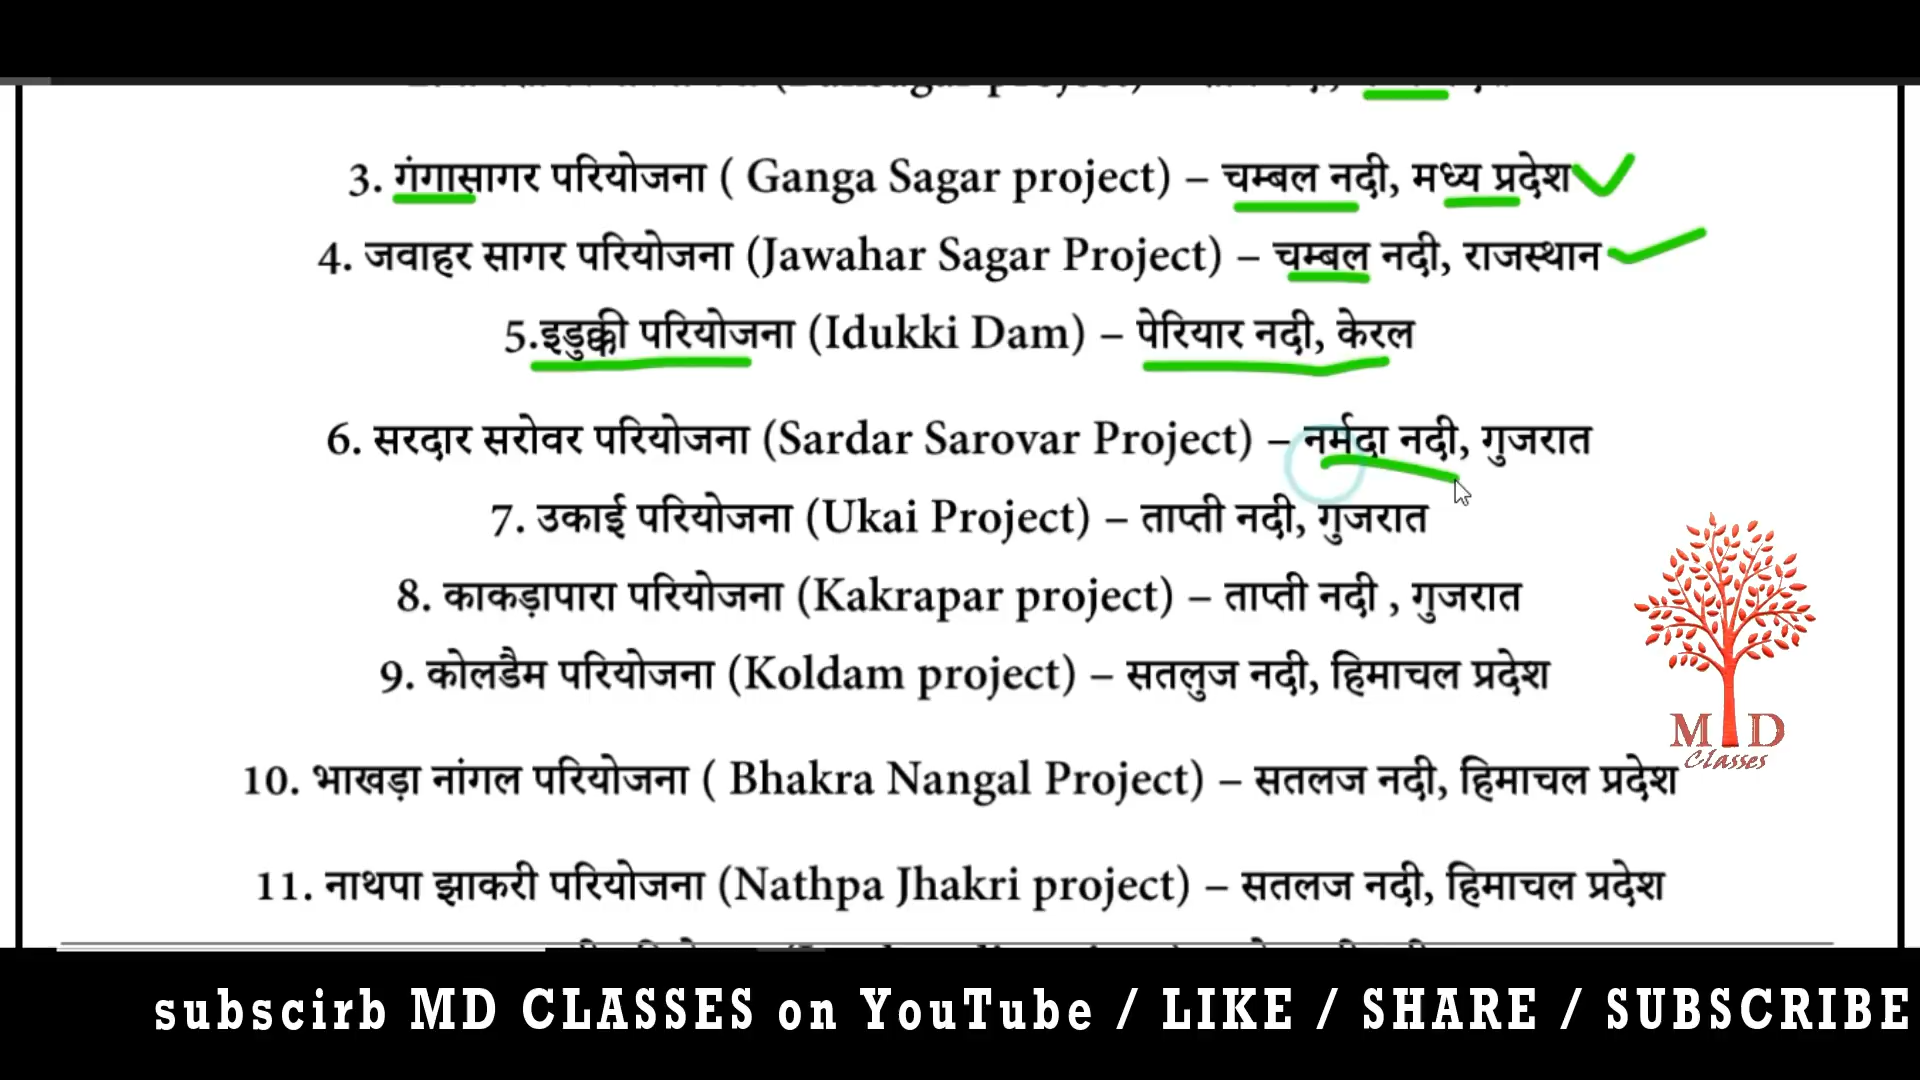 3. गंगासागर परियोजना ( Ganga Sagar project) – चम्बल नदी, मध्य प्रदेश
4. जवाहर सागर परियोजना (Jawahar Sagar Project) – चम्बल नदी, राजस्थान
5.इडुक्की परियोजना (Idukki Dam) – पेरियार नदी, केरल
6. सरदार सरोवर परियोजना (Sardar Sarovar Project) – नर्मदा नदी, गुजरात
7. उकाई परियोजना (Ukai Project) – ताप्ती नदी, गुजरात
8. काकड़ापारा परियोजना (Kakrapar project) – ताप्ती नदी , गुजरात
9. कोलडैम परियोजना (Koldam project) – सतलुज नदी, हिमाचल प्रदेश
M D
Classes
10. भाखड़ा नांगल परियोजना ( Bhakra Nangal Project) – सतलज नदी, हिमाचल प्रदेश
11. नाथपा झाकरी परियोजना (Nathpa Jhakri project) – सतलज नदी, हिमाचल प्रदेश
subscirb MD CLASSES on YouTube / LIKE / SHARE / SUBSCRIBE